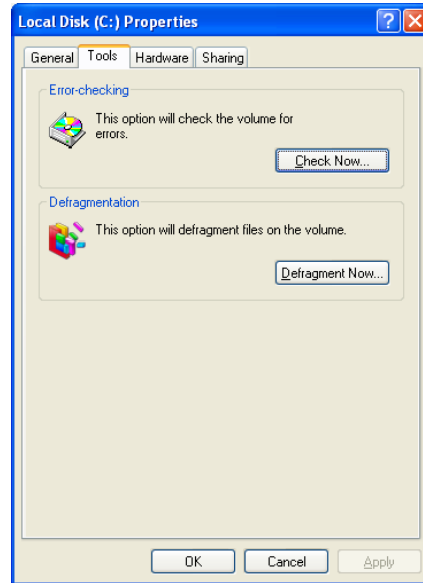 Local Disk (C:) Properties
General Tools Hardware Sharing
Error-checking
This option will check the volume for
errors.
Check Now...
Defragmentation
This option will defragment files on the volume.
Defragment Now...
OK Cancel Apply